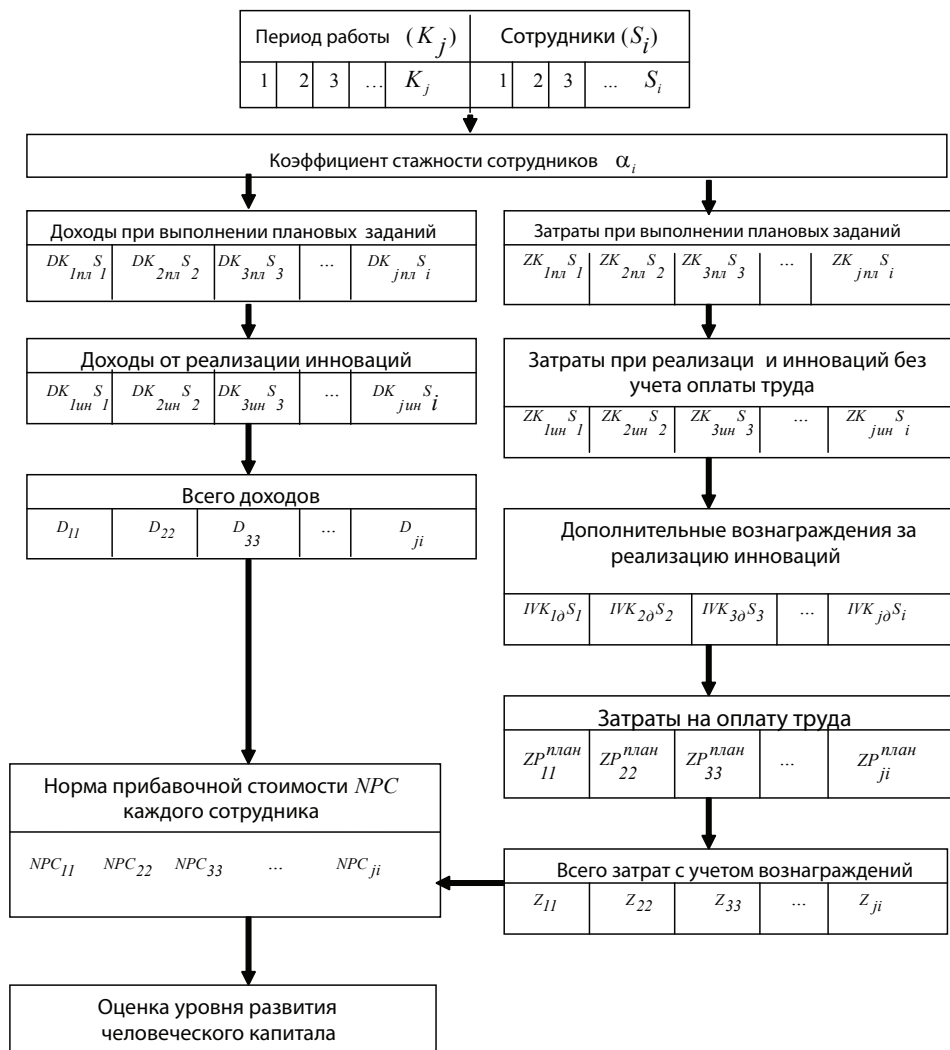 Период работы (K_j) Сотрудники (S_i)
1 2 3 ... K_j 1 2 3 ... S_i
Коэффициент стажности сотрудников α_i
Доходы при выполнении плановых заданий
DK_1пл S_1 DK_2пл S_2 DK_3пл S_3 ... DK_jпл S_i
Доходы от реализации инноваций
DK_1ин S_1 DK_2ин S_2 DK_3ин S_3 ... DK_jин S_i
Всего доходов
D_11 D_22 D_33 ... D_ji
Затраты при выполнении плановых заданий
ZK_1пл S_1 ZK_2пл S_2 ZK_3пл S_3 ... ZK_jпл S_i
Затраты при реализаци и инноваций без
учета оплаты труда
ZK_1ин S_1 ZK_2ин S_2 ZK_3ин S_3 ... ZK_jин S_i
Дополнительные вознаграждения за
реализацию инноваций
IVK_1д S_1 IVK_2д S_2 IVK_3д S_3 ... IVK_jд S_i
Затраты на оплату труда
ZP_11^план ZP_22^план ZP_33^план ... ZP_ji^план
Всего затрат с учетом вознаграждений
Z_11 Z_22 Z_33 ... Z_ji
Норма прибавочной стоимости NPC
каждого сотрудника
NPC_11 NPC_22 NPC_33 ... NPC_ji
Оценка уровня развития
человеческого капитала